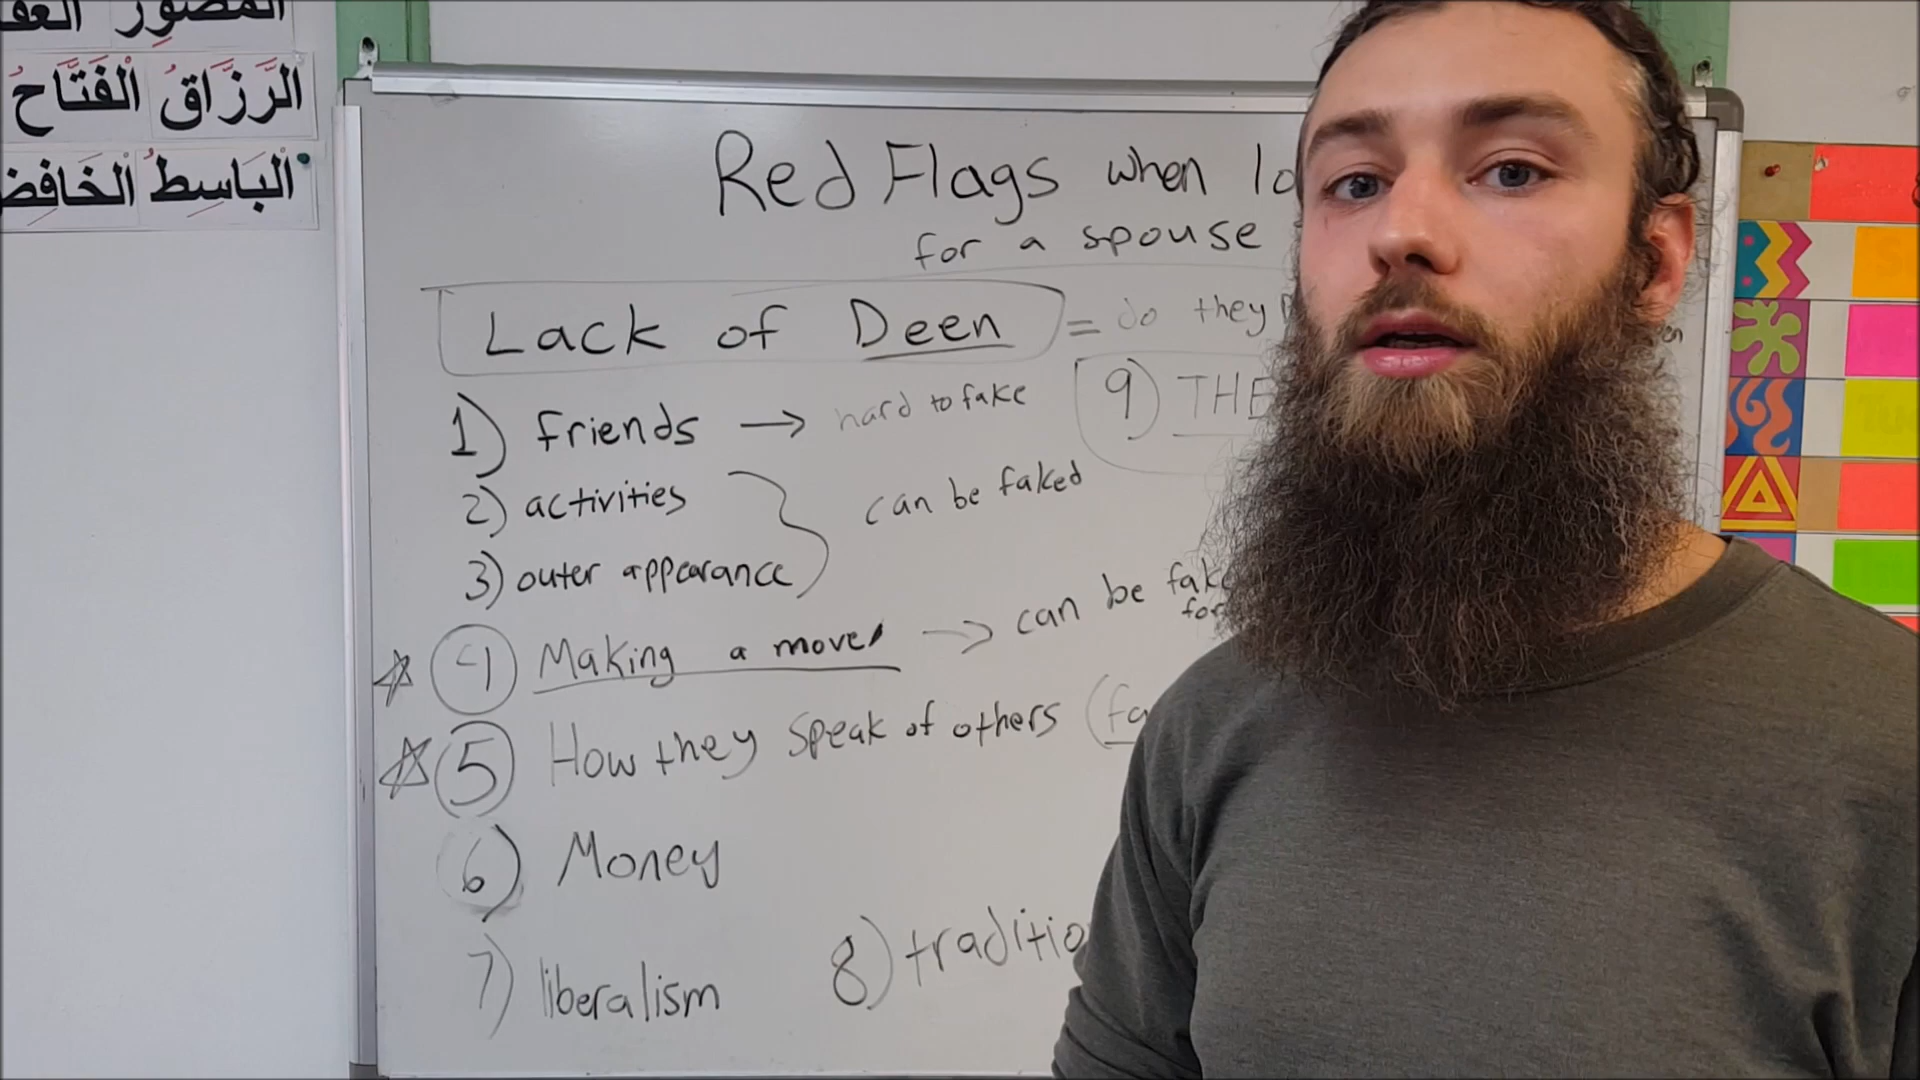 الرَّزَّاقُ الْفَتَّاحُ
الْبَاسِطُ الْخَافِضُ
Red Flags when lo
for a spouse
Lack of Deen = do they
1) friends → hard to fake
9) THE
2) activities
can be faked
3) outer appearance
4) Making a move → can be fake
for
5) How they speak of others (fa
6) Money
7) liberalism
8) traditio